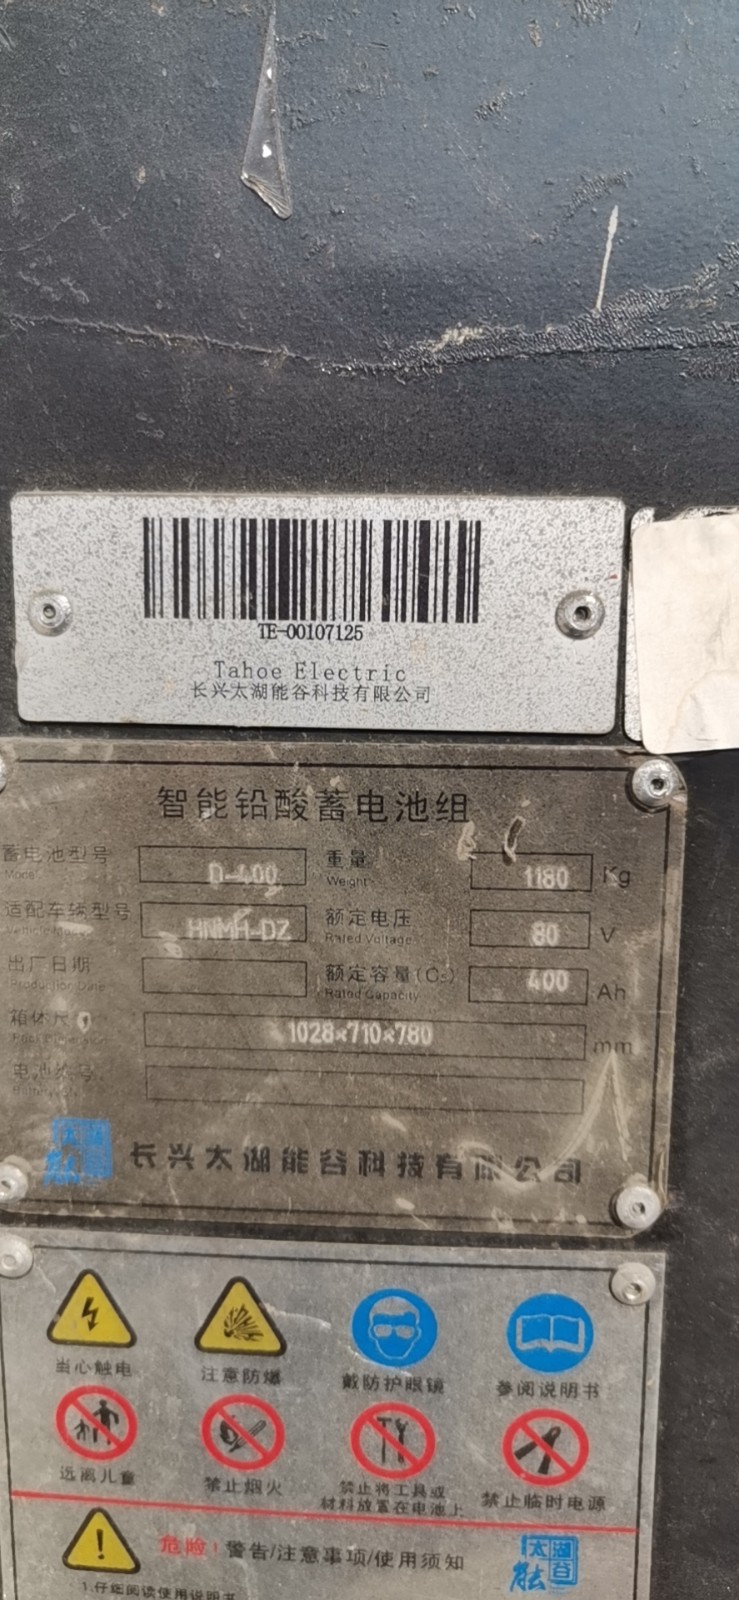 TE-00107125
Tahoe Electric
长兴太湖能谷科技有限公司
智能铅酸蓄电池组
蓄电池型号 D-400 重量 1180 Kg
Model Weight
适配车辆型号 HNMH-DZ 额定电压 80 V
Vehicle Model Rated Voltage
出厂日期 额定容量(C₅) 400 Ah
Production Date Rated Capacity
箱体尺 1028×710×780 mm
电池编号
长兴太湖能谷科技有限公司
当心触电 注意防爆 戴防护眼镜 参阅说明书
远离儿童 禁止烟火 禁止将工具或 禁止临时电源
材料放置在电池上
危险! 警告/注意事项/使用须知
太湖能谷
1.仔细阅读使用说明书